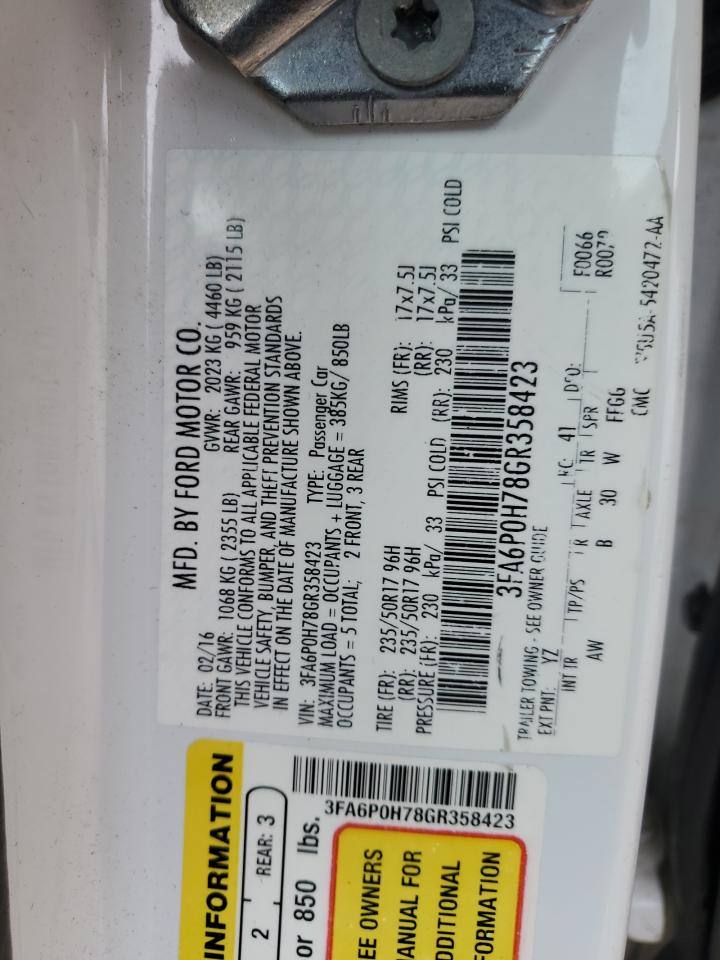 MFD. BY FORD MOTOR CO.
DATE: 02/16 GVWR: 2023 KG ( 4460 LB)
FRONT GAWR: 1068 KG ( 2355 LB) REAR GAWR: 959 KG ( 2115 LB)
THIS VEHICLE CONFORMS TO ALL APPLICABLE FEDERAL MOTOR
VEHICLE SAFETY, BUMPER, AND THEFT PREVENTION STANDARDS
IN EFFECT ON THE DATE OF MANUFACTURE SHOWN ABOVE.
VIN: 3FA6P0H78GR358423 TYPE: Passenger Car
MAXIMUM LOAD = OCCUPANTS + LUGGAGE = 385KG/ 850LB
OCCUPANTS = 5 TOTAL; 2 FRONT, 3 REAR
TIRE (FR): 235/50R17 96H RIMS (FR): 17x7.5J
(RR): 235/50R17 96H (RR): 17x7.5J
PRESSURE (FR): 230 kPa/ 33 PSI COLD (RR): 230 kPa/ 33 PSI COLD
3FA6P0H78GR358423
TRAILER TOWING - SEE OWNER GUIDE
EXT PNT: YZ RC: 41 DSO: F0066
INT TR TP/PS R AXLE TR SPR
AW B 30 W FFGG
CMC
INFORMATION
2 REAR: 3
or 850 lbs.
3FA6P0H78GR358423
EE OWNERS
ANUAL FOR
DDITIONAL
FORMATION